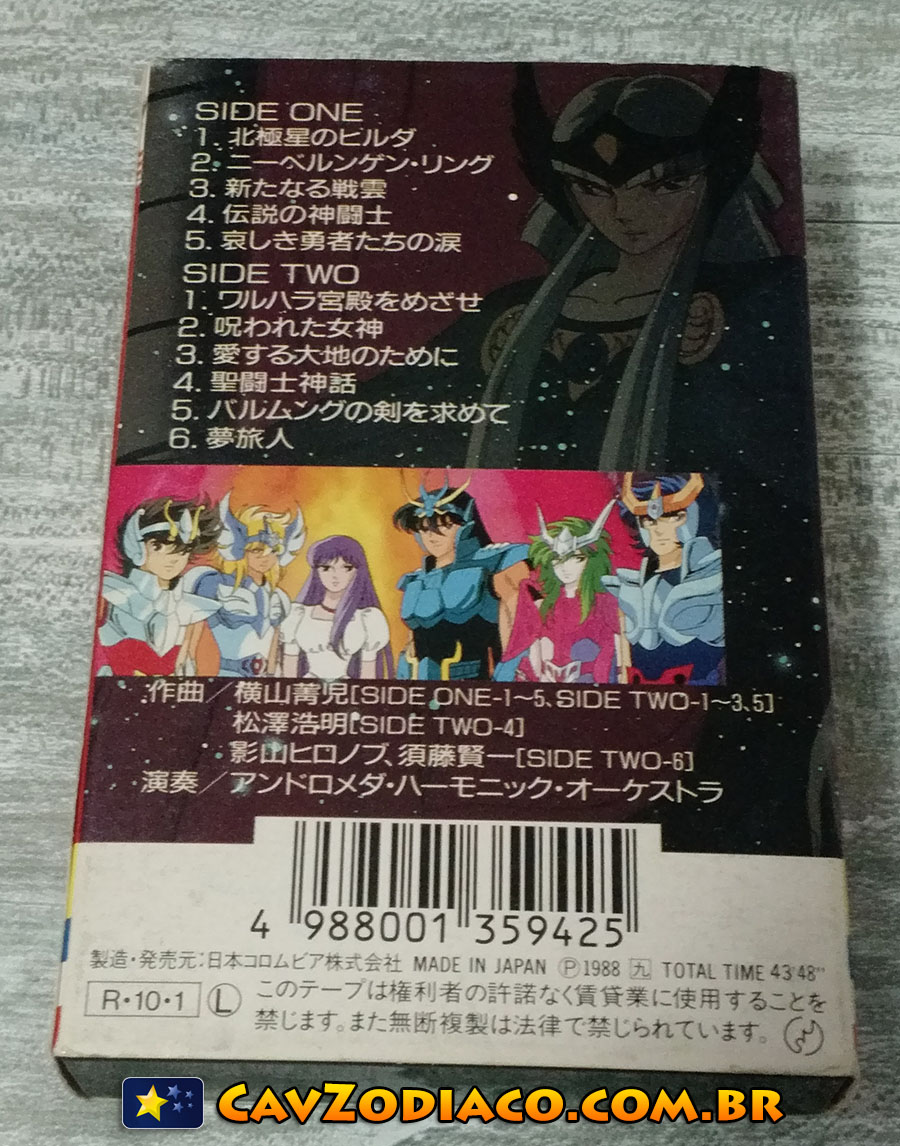 SIDE ONE
1. 北極星のヒルダ
2. ニーベルンゲン・リング
3. 新たなる戦雲
4. 伝説の神闘士
5. 哀しき勇者たちの涙
SIDE TWO
1. ワルハラ宮殿をめざせ
2. 呪われた女神
3. 愛する大地のために
4. 聖闘士神話
5. バルムングの剣を求めて
6. 夢旅人
作曲／横山菁児[SIDE ONE-1〜5、SIDE TWO-1〜3、5]
松澤浩明[SIDE TWO-4]
影山ヒロノブ、須藤賢一[SIDE TWO-6]
演奏／アンドロメダ・ハーモニック・オーケストラ
4 988001 359425
製造・発売元:日本コロムビア株式会社 MADE IN JAPAN Ⓟ 1988 九 TOTAL TIME 43'48"
R・10・1 Ⓛ このテープは権利者の許諾なく賃貸業に使用することを
禁じます。また無断複製は法律で禁じられています。
CAVZODIACO.COM.BR